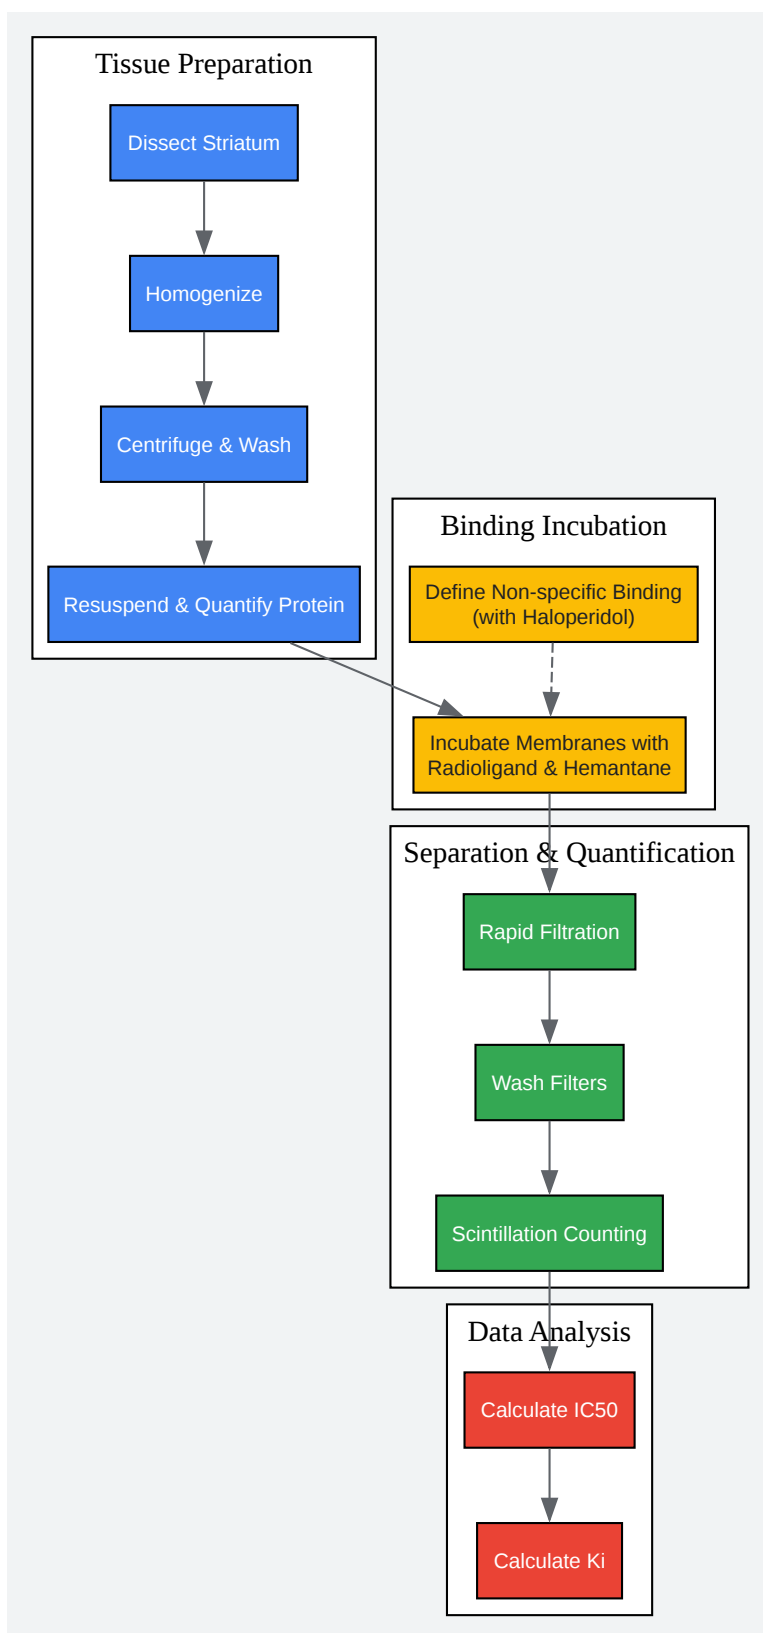 Tissue Preparation
Dissect Striatum
Homogenize
Centrifuge & Wash
Resuspend & Quantify Protein
Binding Incubation
Define Non-specific Binding
(with Haloperidol)
Incubate Membranes with
Radioligand & Hemantane
Separation & Quantification
Rapid Filtration
Wash Filters
Scintillation Counting
Data Analysis
Calculate IC50
Calculate Ki